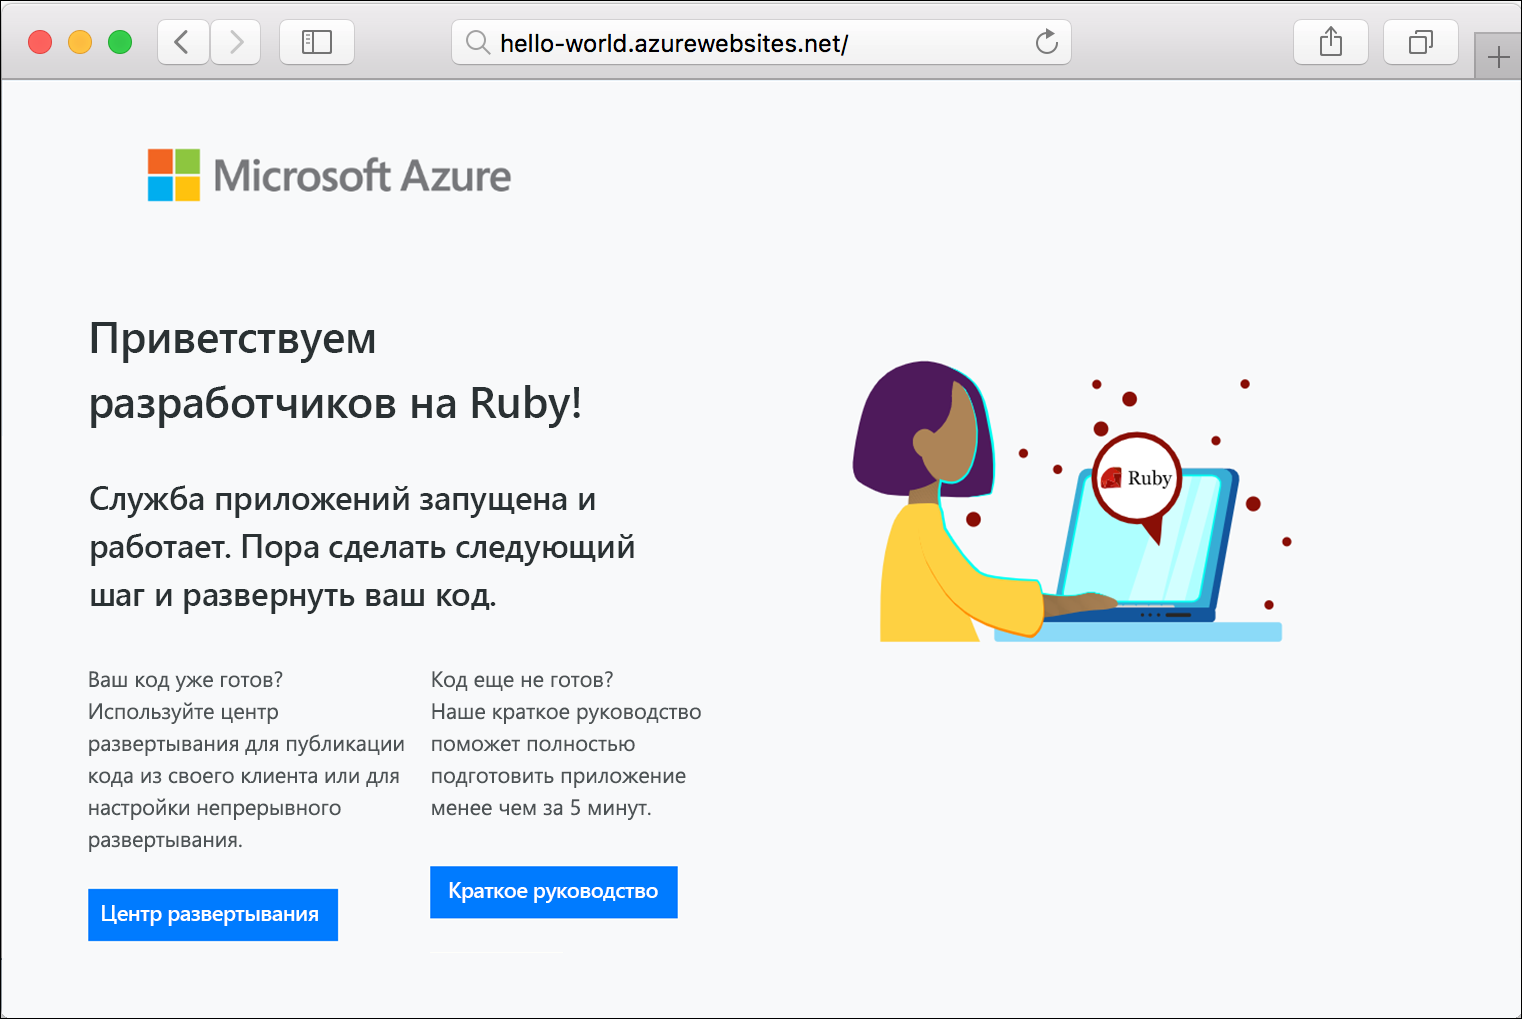 hello-world.azurewebsites.net/
Microsoft Azure
Приветствуем
разработчиков на Ruby!
Служба приложений запущена и
работает. Пора сделать следующий
шаг и развернуть ваш код.
Ваш код уже готов?
Используйте центр
развертывания для публикации
кода из своего клиента или для
настройки непрерывного
развертывания.
Центр развертывания
Код еще не готов?
Наше краткое руководство
поможет полностью
подготовить приложение
менее чем за 5 минут.
Краткое руководство
Ruby